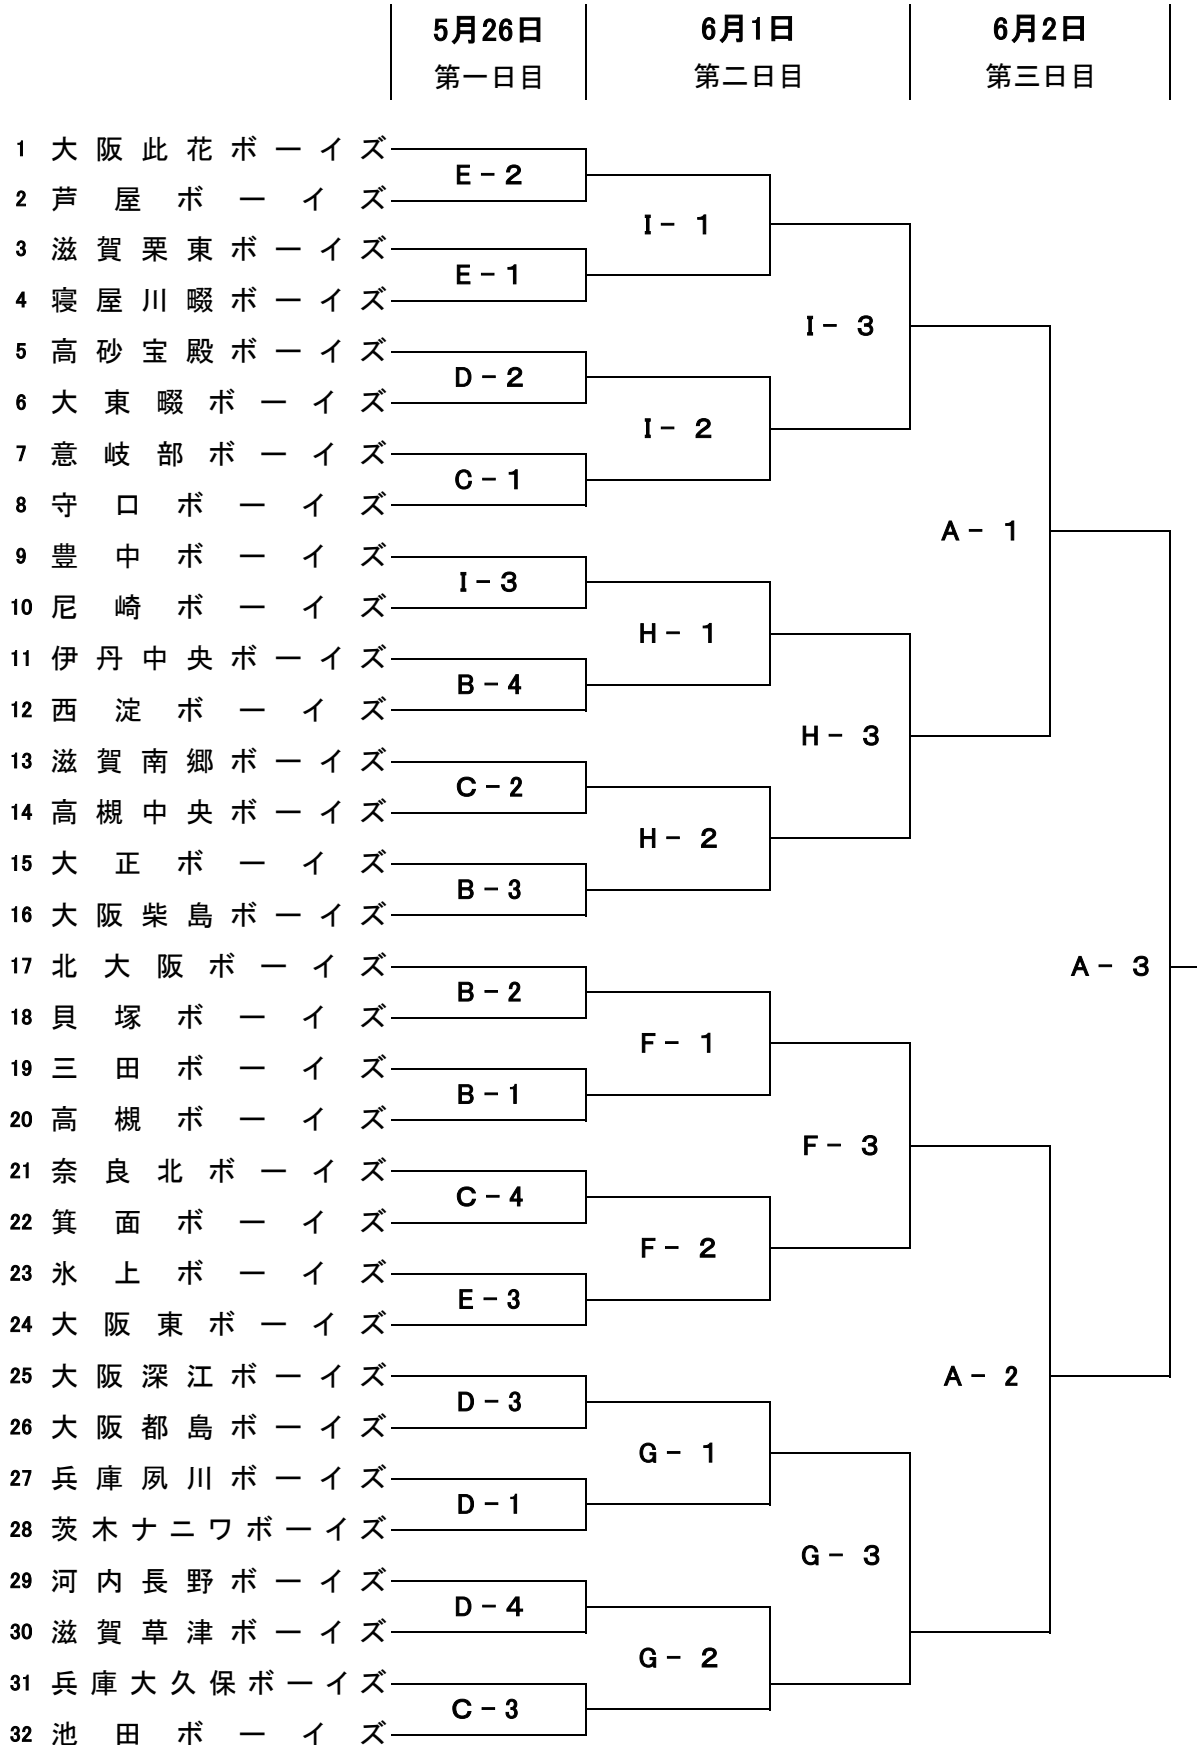 5月26日 6月1日 6月2日
第一日目 第二日目 第三日目
1 大阪此花ボーイズ
E－2
2 芦屋ボーイズ
I－ 1
3 滋賀栗東ボーイズ
E－1
4 寝屋川畷ボーイズ
I－ 3
5 高砂宝殿ボーイズ
D－2
6 大東畷ボーイズ
I－ 2
7 意岐部ボーイズ
C－1
8 守口ボーイズ
A－ 1
9 豊中ボーイズ
I－3
10 尼崎ボーイズ
H－ 1
11 伊丹中央ボーイズ
B－4
12 西淀ボーイズ
H－ 3
13 滋賀南郷ボーイズ
C－2
14 高槻中央ボーイズ
H－ 2
15 大正ボーイズ
B－3
16 大阪柴島ボーイズ
17 北大阪ボーイズ
A－ 3
B－2
18 貝塚ボーイズ
F－ 1
19 三田ボーイズ
B－1
20 高槻ボーイズ
F－ 3
21 奈良北ボーイズ
C－4
22 箕面ボーイズ
F－ 2
23 氷上ボーイズ
E－3
24 大阪東ボーイズ
25 大阪深江ボーイズ
A－ 2
D－3
26 大阪都島ボーイズ
G－ 1
27 兵庫夙川ボーイズ
D－1
28 茨木ナニワボーイズ
G－ 3
29 河内長野ボーイズ
D－4
30 滋賀草津ボーイズ
G－ 2
31 兵庫大久保ボーイズ
C－3
32 池田ボーイズ